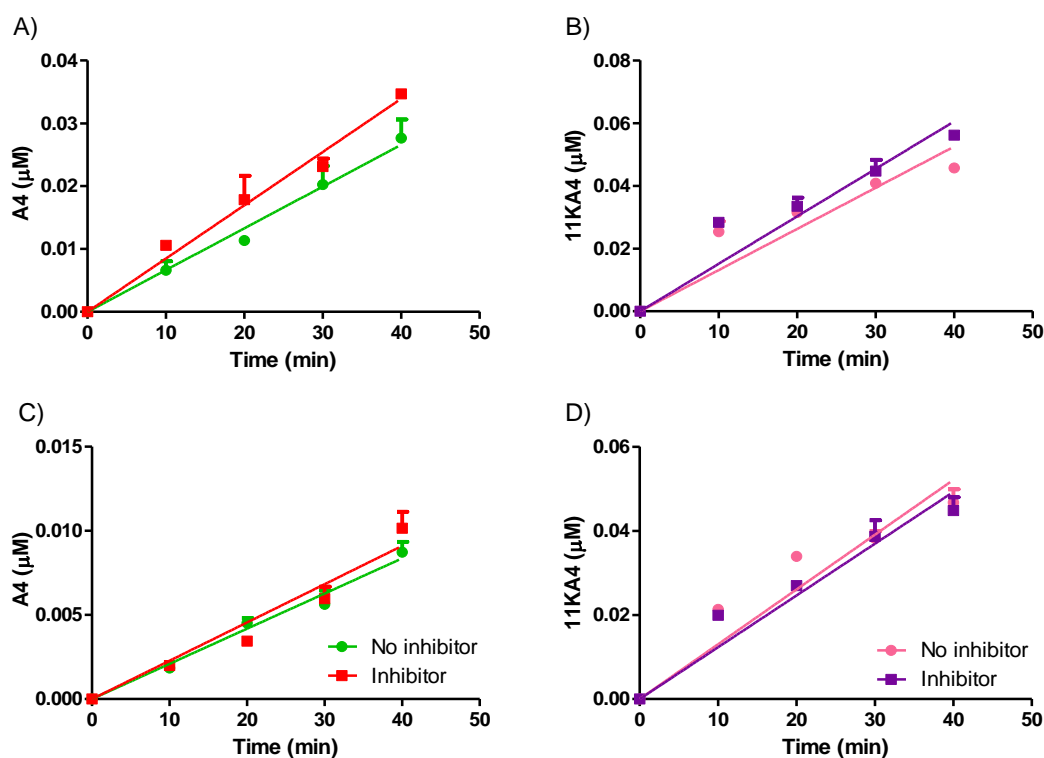 A)
0.04
0.03
0.02
0.01
0.00
A4 (µM)
0 10 20 30 40 50
Time (min)
B)
0.08
0.06
0.04
0.02
0.00
11KA4 (µM)
0 10 20 30 40 50
Time (min)
C)
0.015
0.010
0.005
0.000
A4 (µM)
No inhibitor
Inhibitor
0 10 20 30 40 50
Time (min)
D)
0.06
0.04
0.02
0.00
11KA4 (µM)
No inhibitor
Inhibitor
0 10 20 30 40 50
Time (min)